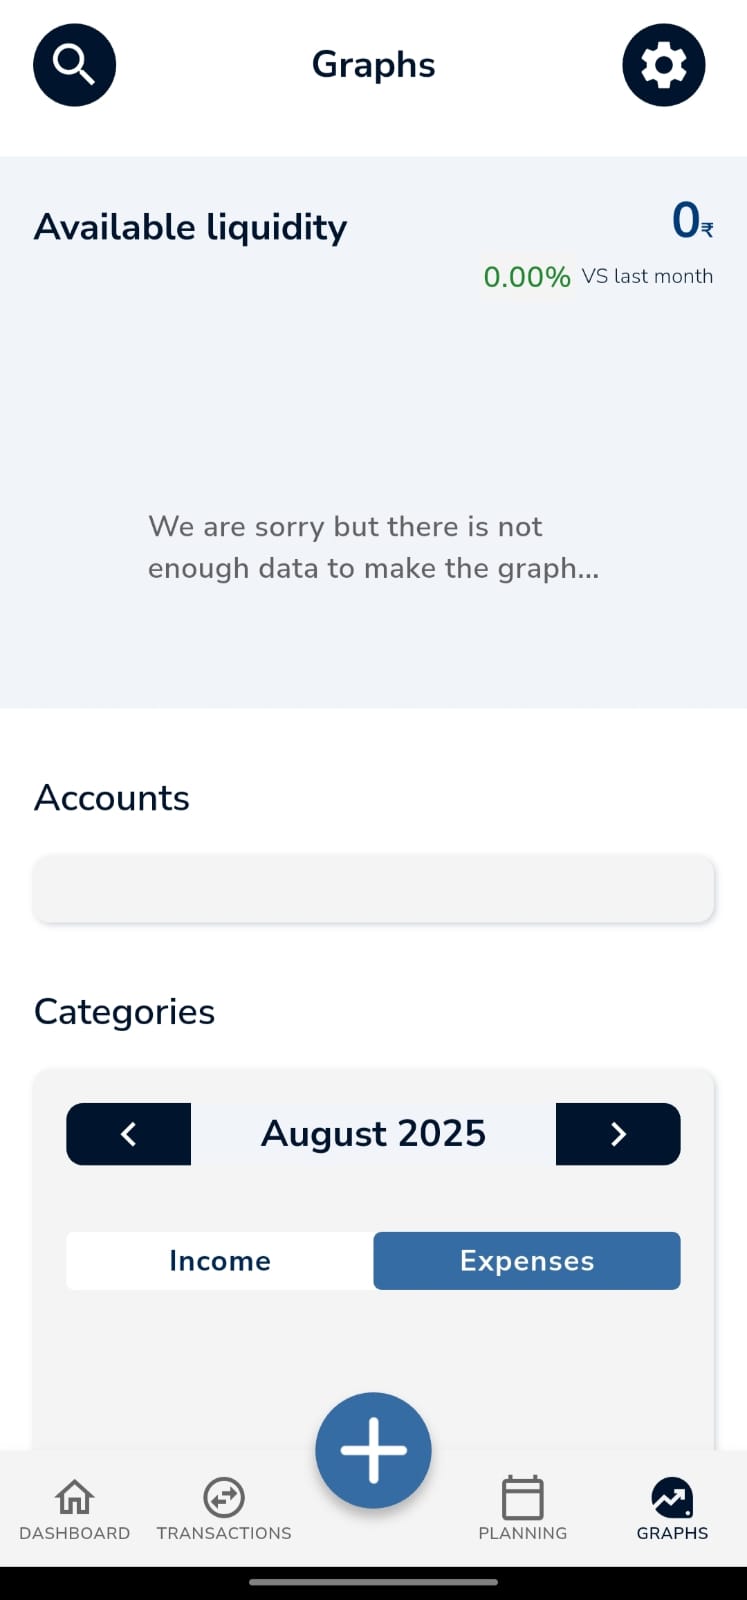 Graphs
Available liquidity
0₹
0.00% VS last month
We are sorry but there is not
enough data to make the graph...
Accounts
Categories
August 2025
Income
Expenses
DASHBOARD
TRANSACTIONS
PLANNING
GRAPHS